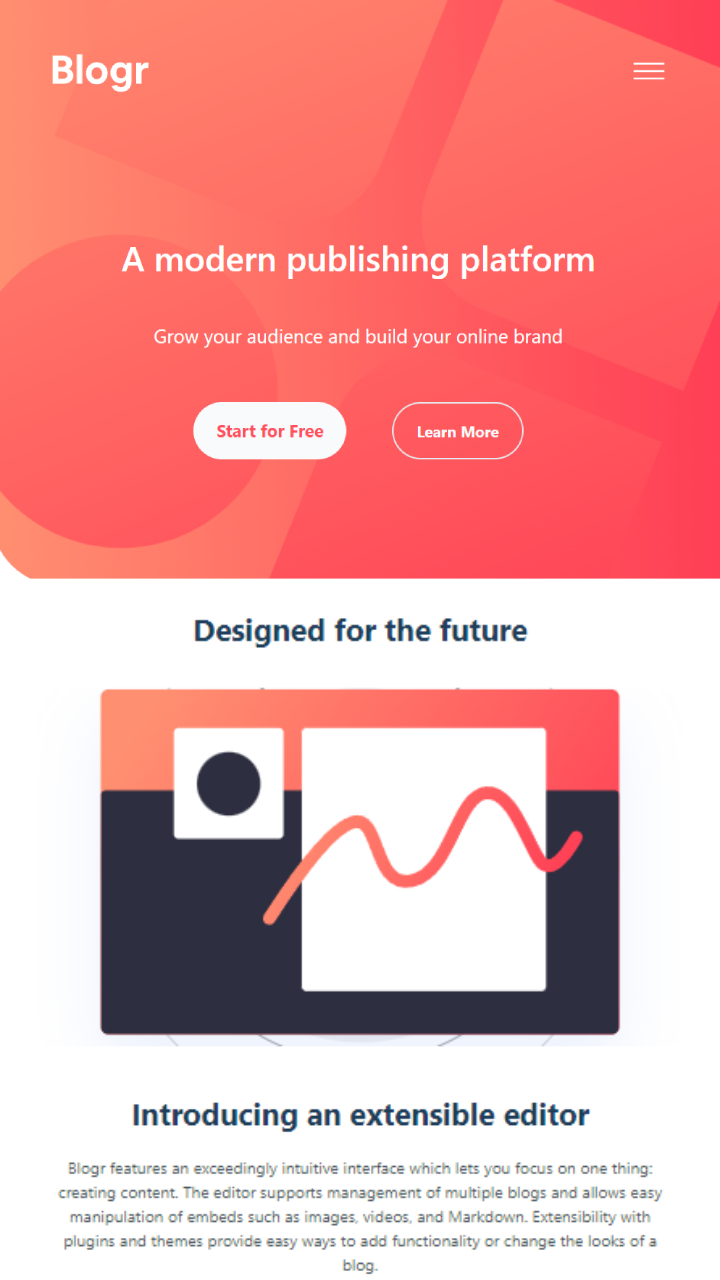 Blogr
A modern publishing platform
Grow your audience and build your online brand
Start for Free
Learn More
Designed for the future
Introducing an extensible editor
Blogr features an exceedingly intuitive interface which lets you focus on one thing:
creating content. The editor supports management of multiple blogs and allows easy
manipulation of embeds such as images, videos, and Markdown. Extensibility with
plugins and themes provide easy ways to add functionality or change the looks of a
blog.